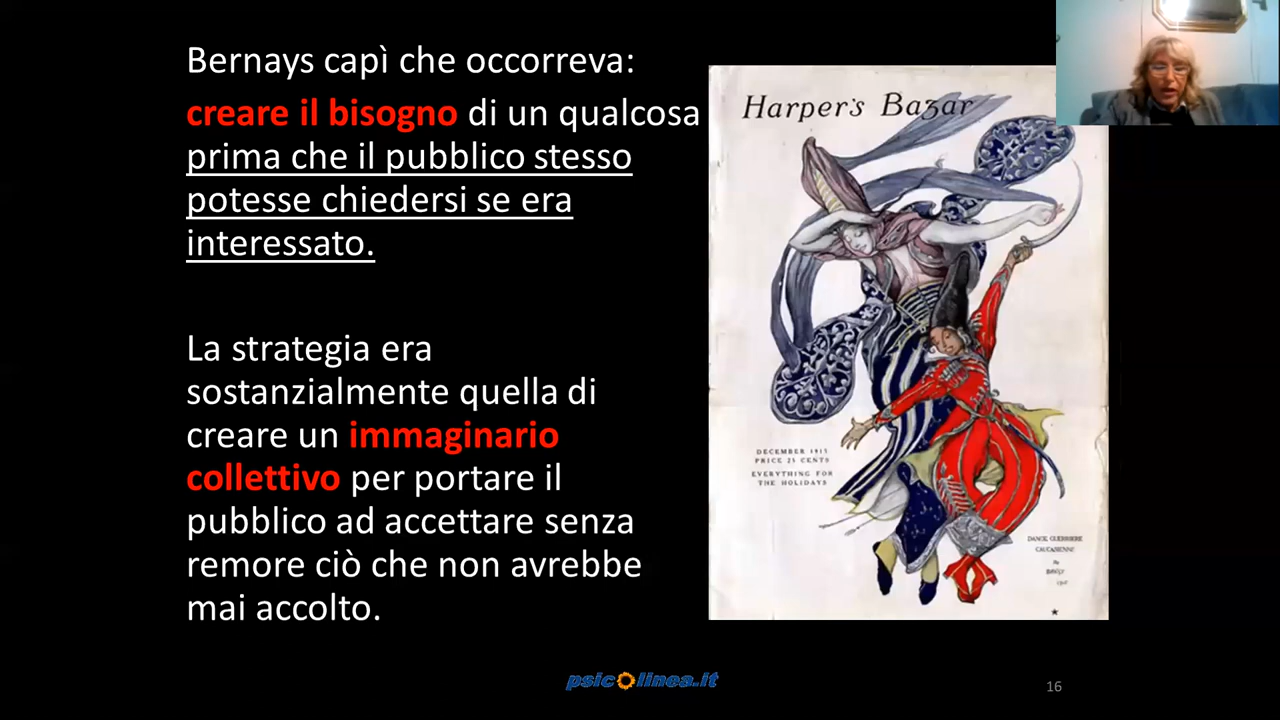 Bernays capì che occorreva:
creare il bisogno di un qualcosa
prima che il pubblico stesso
potesse chiedersi se era
interessato.
La strategia era
sostanzialmente quella di
creare un immaginario
collettivo per portare il
pubblico ad accettare senza
remore ciò che non avrebbe
mai accolto.
Harper's Bazar
DECEMBER 1915
PRICE 25 CENTS
EVERYTHING FOR
THE HOLIDAYS
DANCE GUERRIERE
CAUCASIENNE
psicolinea.it
16